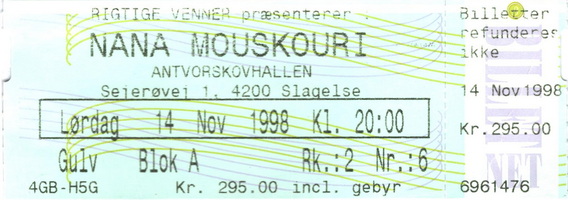 RIGTIGE VENNER præsenterer .
NANA MOUSKOURI
ANTVORSKOVHALLEN
Sejerøvej 1, 4200 Slagelse
Lørdag 14 Nov 1998 Kl. 20:00
Gulv Blok A Rk.:2 Nr.:6
4GB-H5G Kr. 295.00 incl. gebyr
Billetter
refunderes
ikke
14 Nov 1998
Kr.295.00
6961476
BILLET
NET